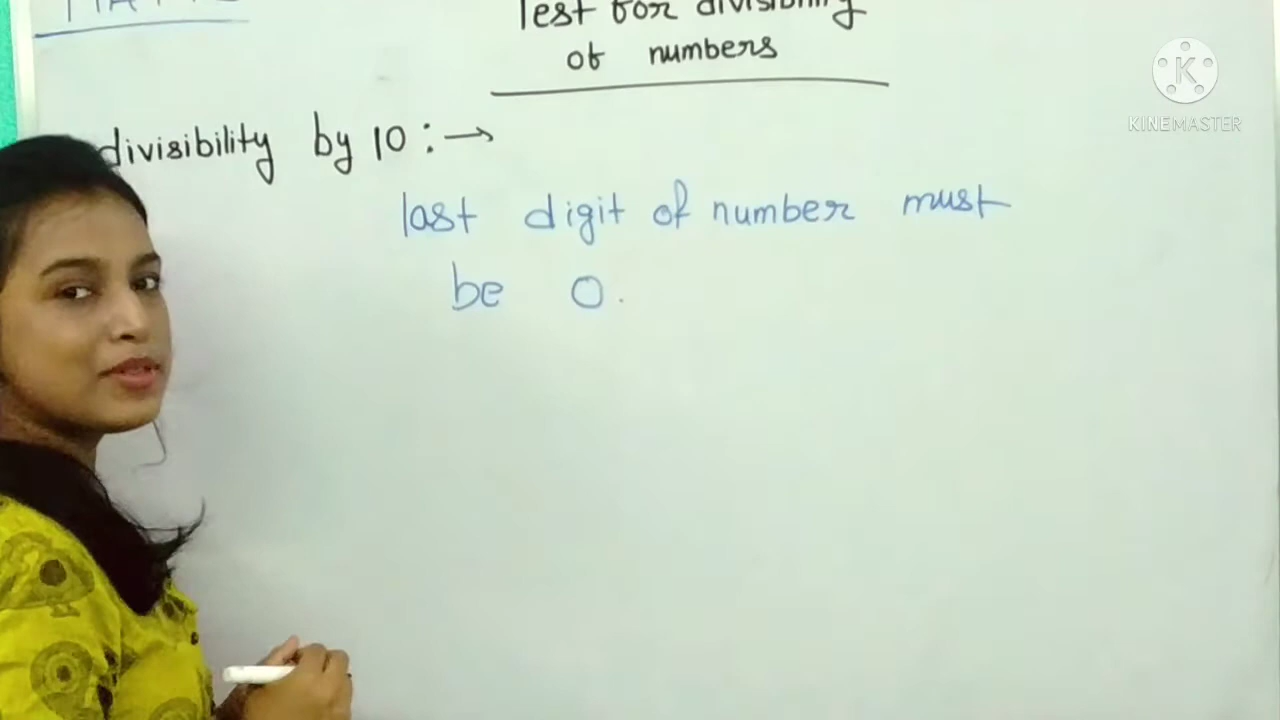 Test for divisibility
of numbers
divisibility by 10 :→
last digit of number must
be 0.
KINEMASTER